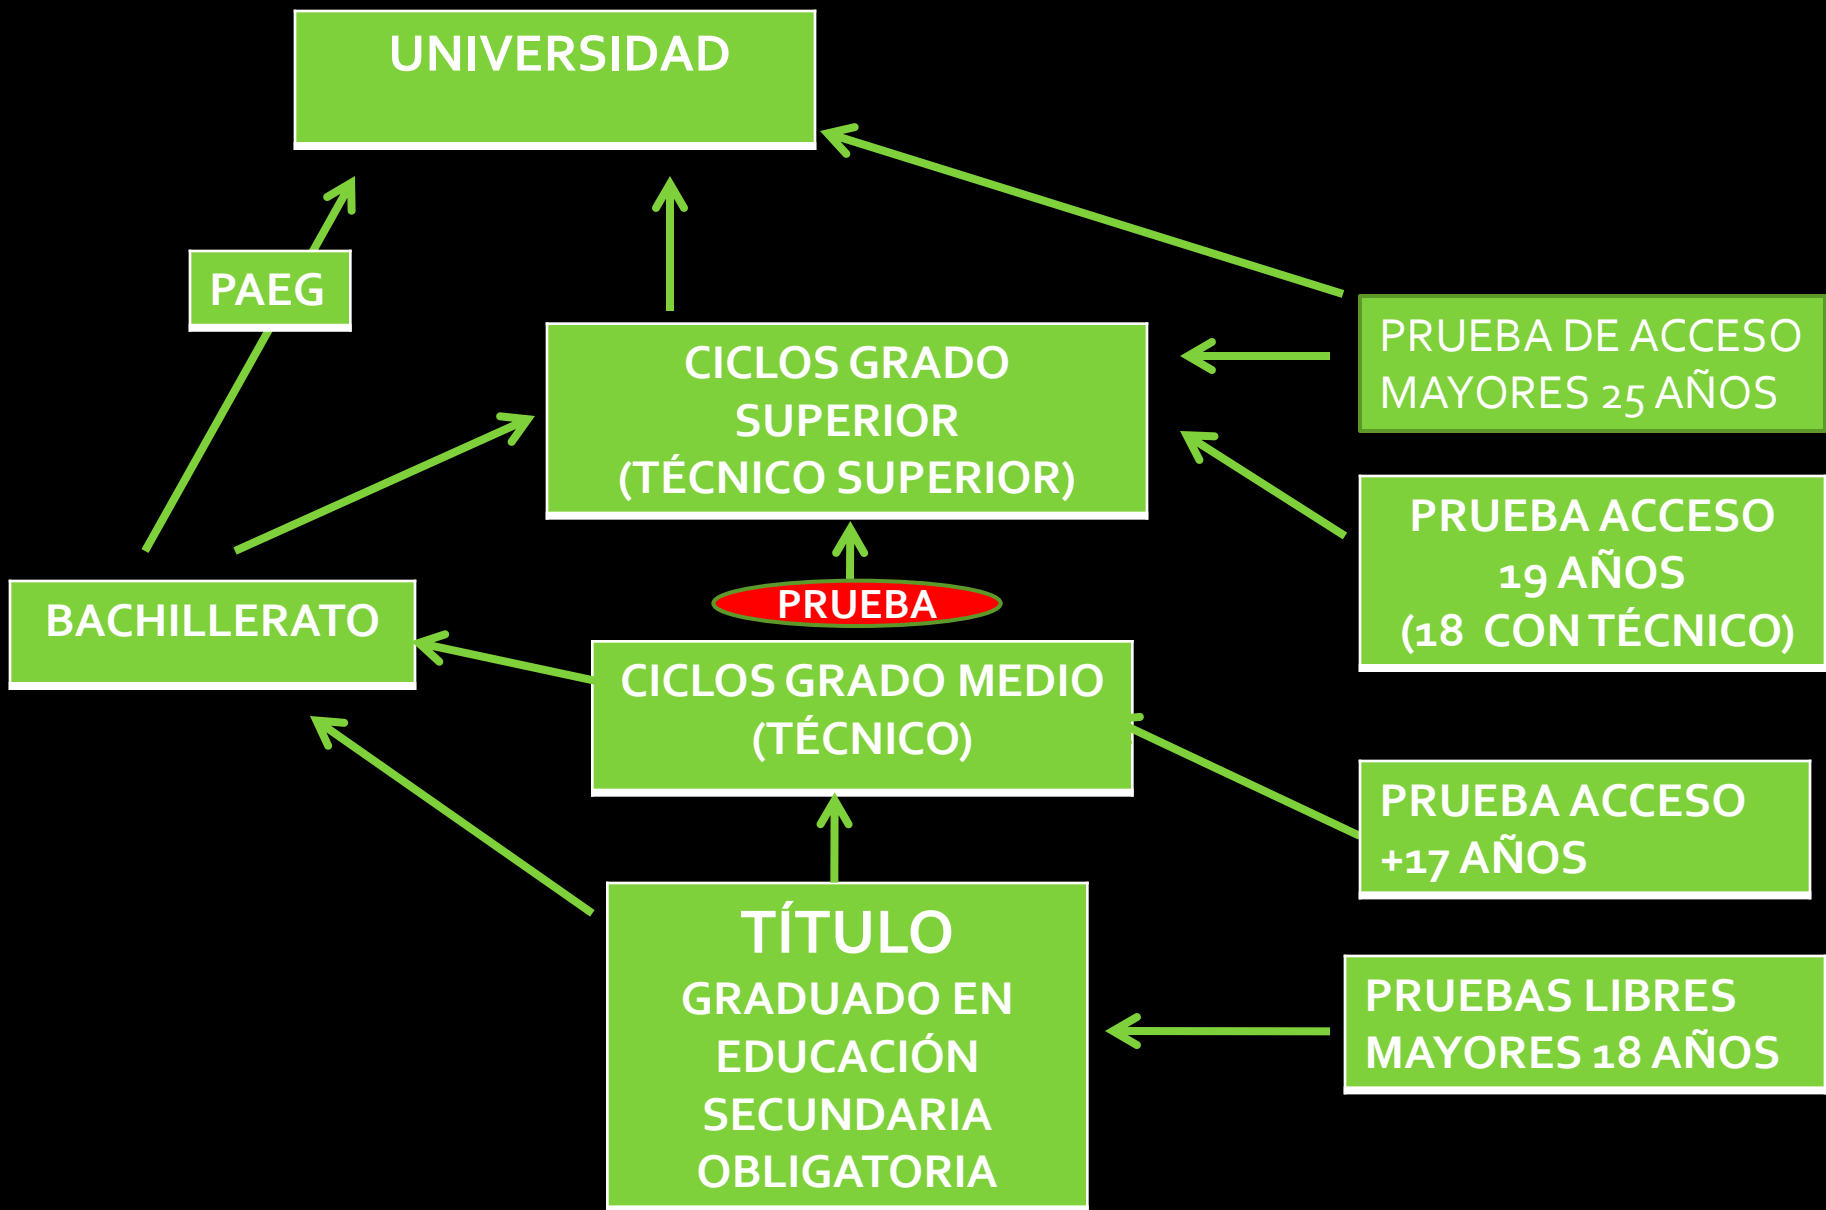 UNIVERSIDAD
PAEG
PRUEBA DE ACCESO
MAYORES 25 AÑOS
CICLOS GRADO
SUPERIOR
(TÉCNICO SUPERIOR)
PRUEBA ACCESO
19 AÑOS
(18 CON TÉCNICO)
BACHILLERATO
PRUEBA
CICLOS GRADO MEDIO
(TÉCNICO)
PRUEBA ACCESO
+17 AÑOS
TÍTULO
GRADUADO EN
EDUCACIÓN
SECUNDARIA
OBLIGATORIA
PRUEBAS LIBRES
MAYORES 18 AÑOS